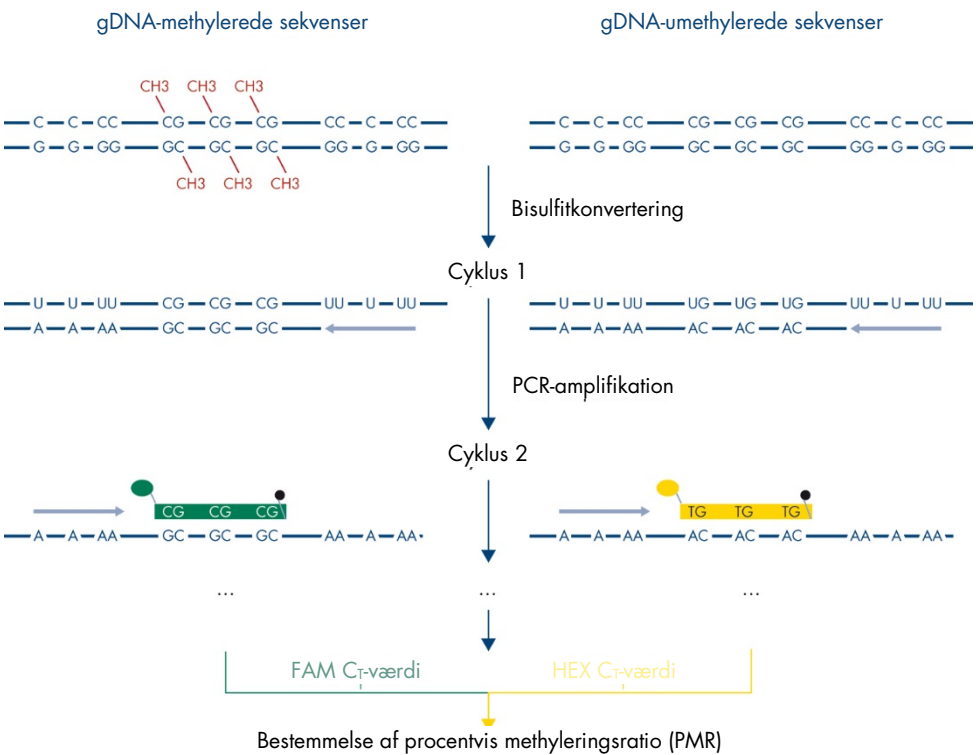 gDNA-methylerede sekvenser gDNA-umethylerede sekvenser
CH3 CH3 CH3
C C CC CG CG CG CC C CC C C CC CG CG CG CC C CC
G G GG GC GC GC GG G GG G G GG GC GC GC GG G GG
CH3 CH3 CH3
Bisulfitkonvertering
Cyklus 1
U U UU CG CG CG UU U UU U U UU UG UG UG UU U UU
A A AA GC GC GC A A AA AC AC AC
PCR-amplifikation
Cyklus 2
CG CG CG TG TG TG
A A AA GC GC GC AA A AA A A AA AC AC AC AA A AA
... ... ...
FAM CT-værdi HEX CT-værdi
Bestemmelse af procentvis methyleringsratio (PMR)